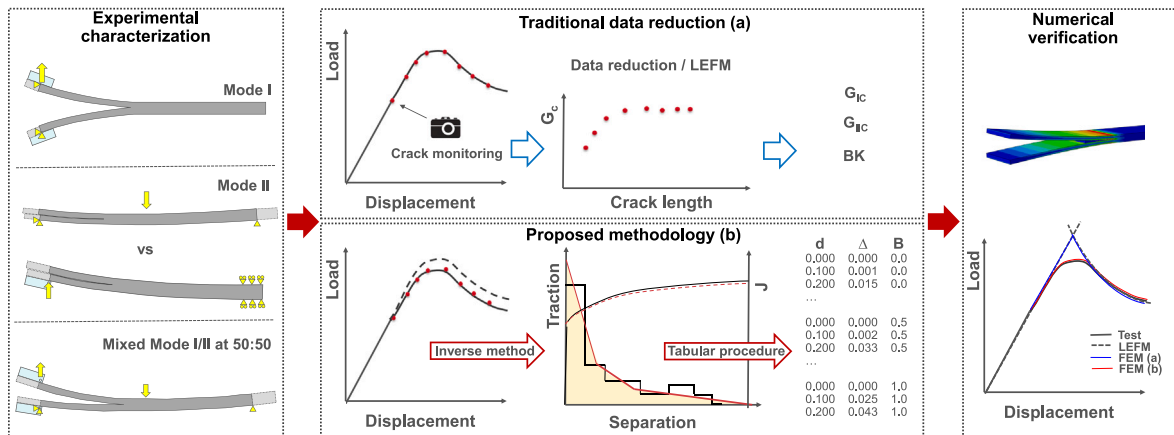 Experimental
characterization
Mode I
Mode II
vs
Mixed Mode I/II at 50:50
Traditional data reduction (a)
Load
Crack monitoring
Displacement
Data reduction / LEFM
Gc
Crack length
GIC
GIIC
BK
Proposed methodology (b)
Load
Displacement
Inverse method
Traction
J
Separation
Tabular procedure
d Δ B
0,000 0,000 0,0
0,100 0,001 0,0
0,200 0,015 0,0
...
0,000 0,000 0,5
0,100 0,002 0,5
0,200 0,033 0,5
...
0,000 0,000 1,0
0,100 0,025 1,0
0,200 0,043 1,0
Numerical
verification
Load
Test
LEFM
FEM (a)
FEM (b)
Displacement